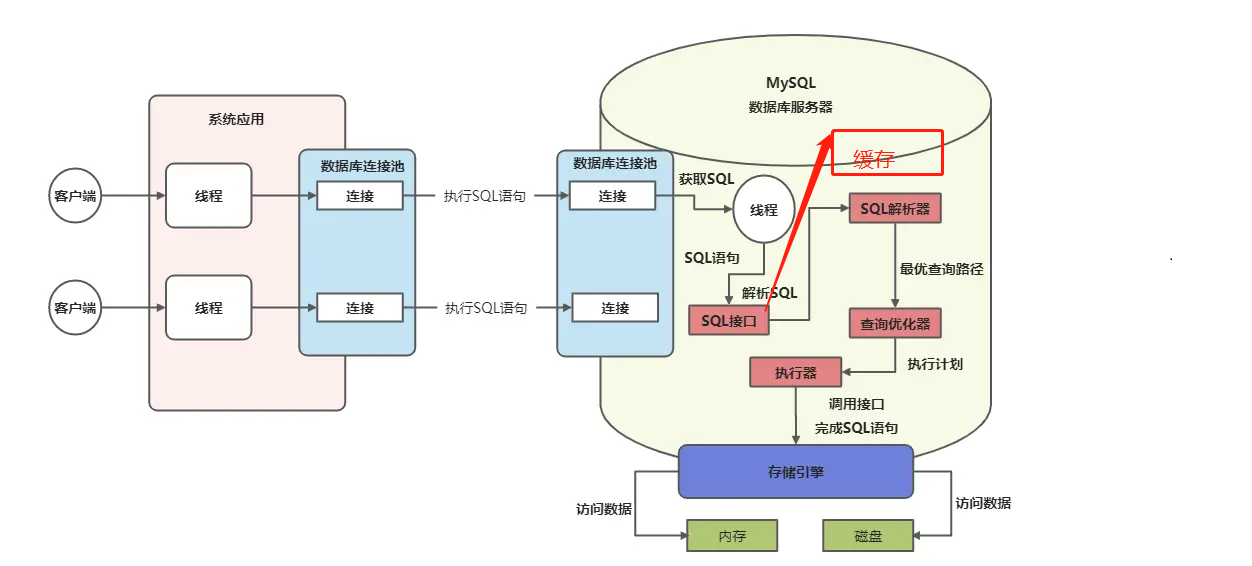 MySQL
数据库服务器
系统应用
数据库连接池
数据库连接池
缓存
客户端
线程
连接
执行SQL语句
连接
获取SQL
线程
SQL解析器
SQL语句
最优查询路径
解析SQL
客户端
线程
连接
执行SQL语句
连接
SQL接口
查询优化器
执行器
执行计划
调用接口
完成SQL语句
存储引擎
访问数据
访问数据
内存
磁盘